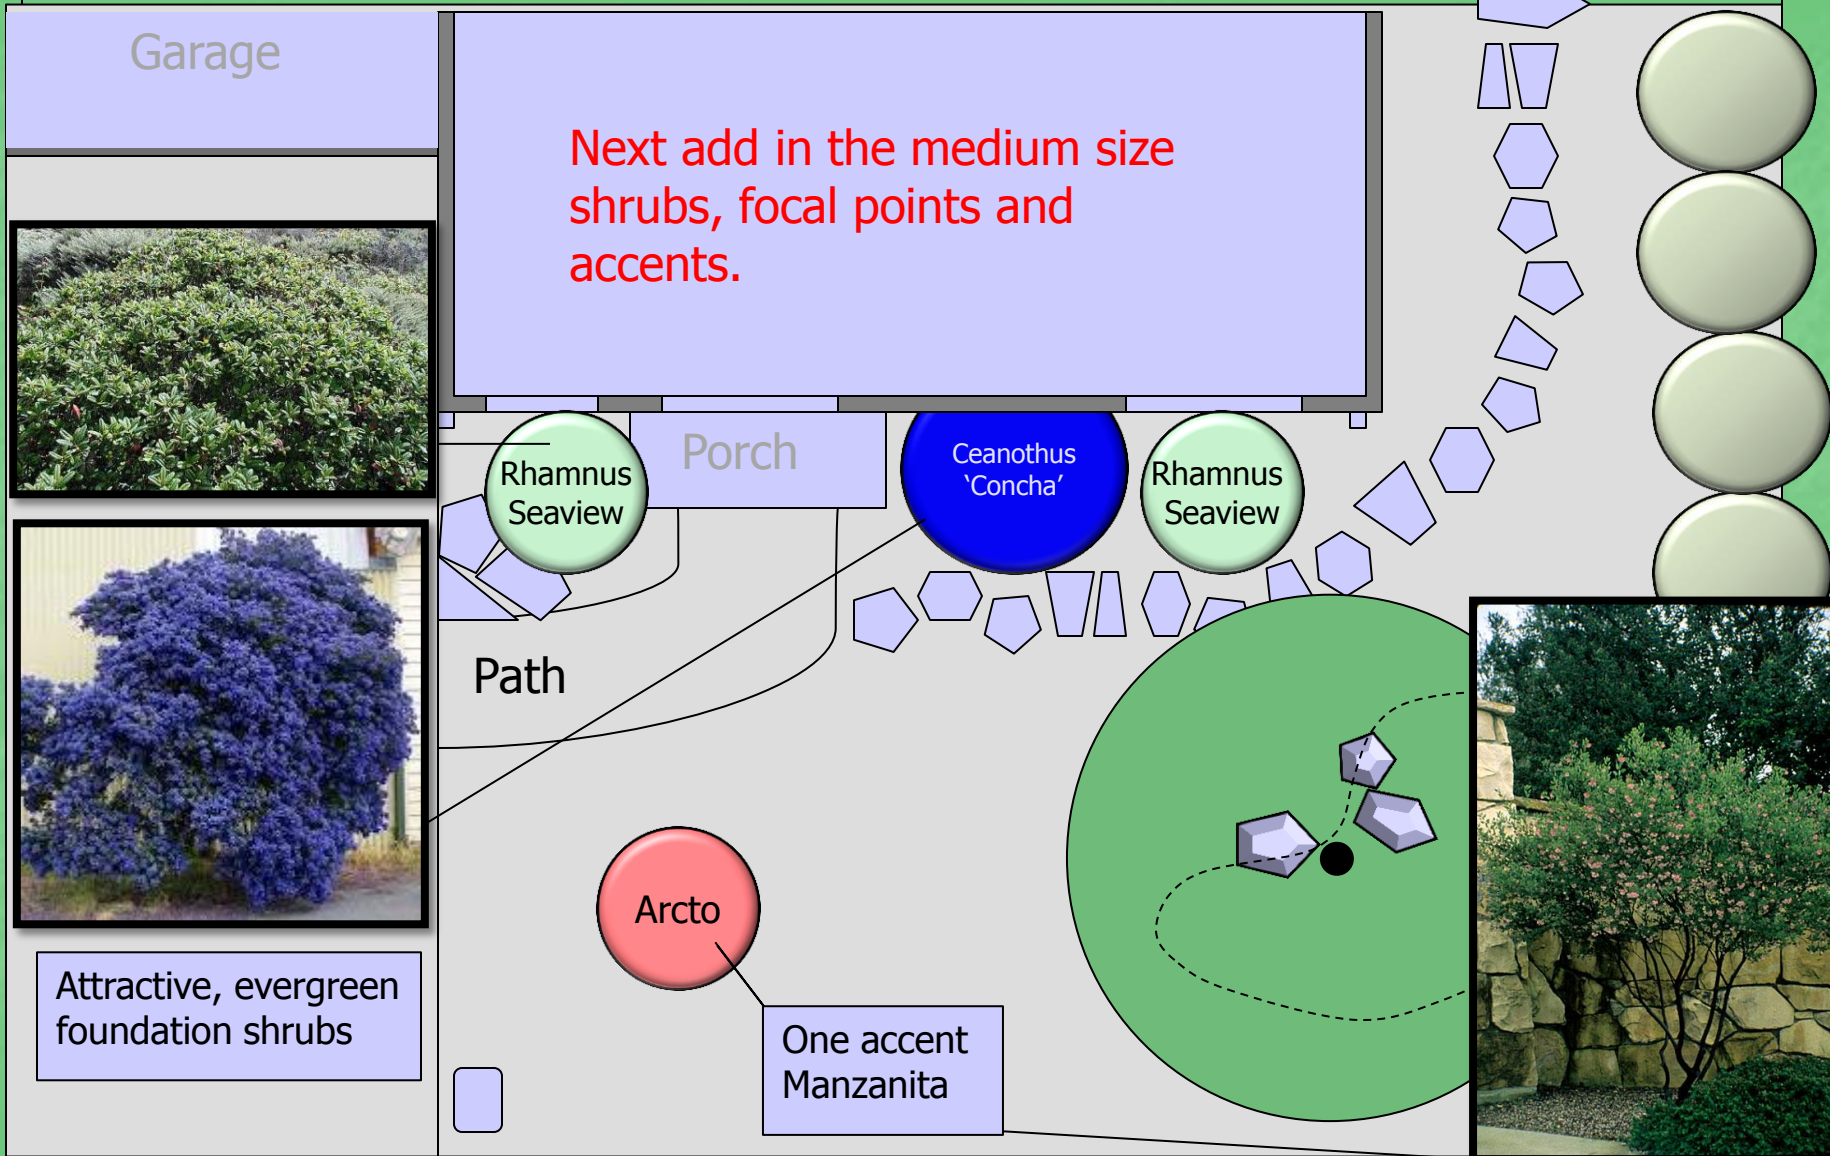 Garage
Next add in the medium size
shrubs, focal points and
accents.
Porch
Rhamnus
Seaview
Ceanothus
‘Concha’
Rhamnus
Seaview
Path
Arcto
Attractive, evergreen
foundation shrubs
One accent
Manzanita